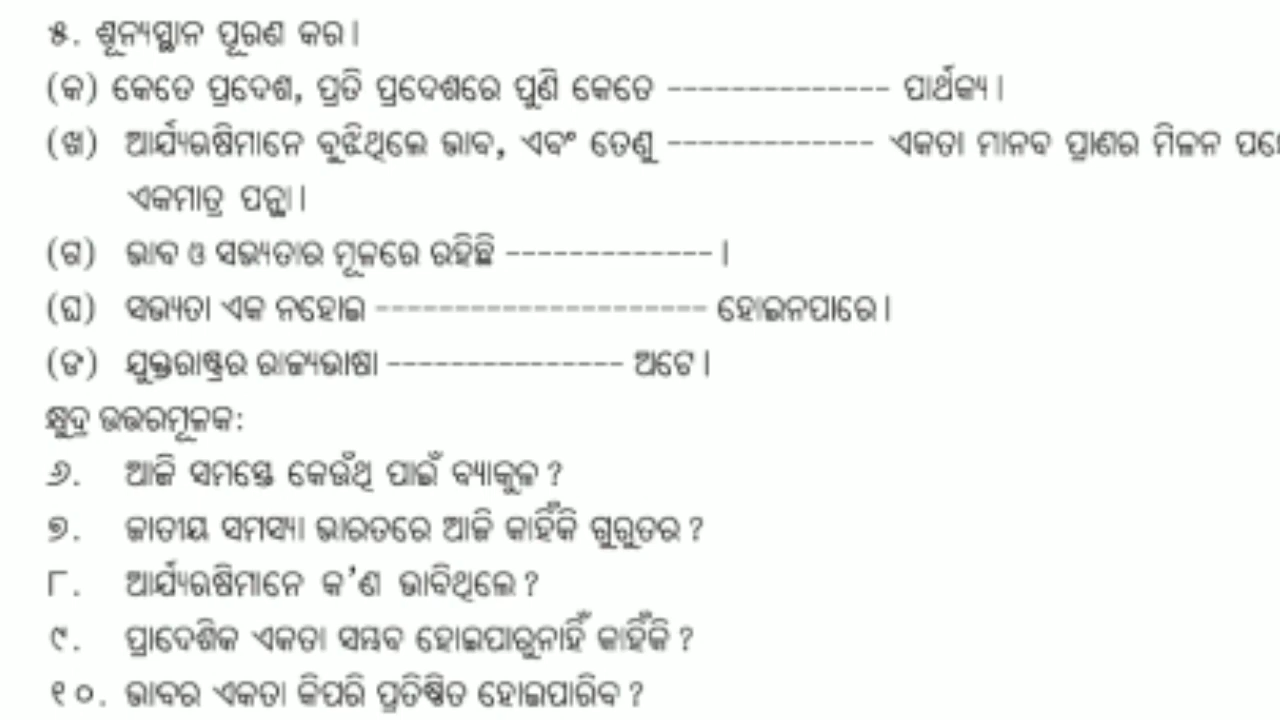 ୫. ଶୂନ୍ୟସ୍ଥାନ ପୂରଣ କର।
(କ) କେତେ ପ୍ରଦେଶ, ପ୍ରତି ପ୍ରଦେଶରେ ପୁଣି କେତେ -------------- ପାର୍ଥକ୍ୟ।
(ଖ) ଆର୍ଯ୍ୟଋଷିମାନେ ବୁଝିଥିଲେ ଭାବ, ଏବଂ ତେଣୁ ------------- ଏକତା ମାନବ ପ୍ରାଣର ମିଳନ
ଏକମାତ୍ର ପନ୍ଥା।
(ଗ) ଭାବ ଓ ସଭ୍ୟତାର ମୂଳରେ ରହିଛି -------------।
(ଘ) ସଭ୍ୟତା ଏକ ନହୋଇ --------------------- ହୋଇନପାରେ।
(ଙ) ଯୁକ୍ତରାଷ୍ଟ୍ରର ରାଜ୍ୟଭାଷା --------------- ଅଟେ।
କ୍ଷୁଦ୍ର ଉତ୍ତରମୂଳକ:
୬. ଆଜି ସମସ୍ତେ କେଉଁଥି ପାଇଁ ବ୍ୟାକୁଳ ?
୭. ଜାତୀୟ ସମସ୍ୟା ଭାରତରେ ଆଜି କାହିଁକି ଗୁରୁତର ?
୮. ଆର୍ଯ୍ୟଋଷିମାନେ କ'ଣ ଭାବିଥିଲେ ?
୯. ପ୍ରାଦେଶିକ ଏକତା ସମ୍ଭବ ହୋଇପାରୁନାହିଁ କାହିଁକି ?
୧୦. ଭାବର ଏକତା କିପରି ପ୍ରତିଷ୍ଠିତ ହୋଇପାରିବ ?